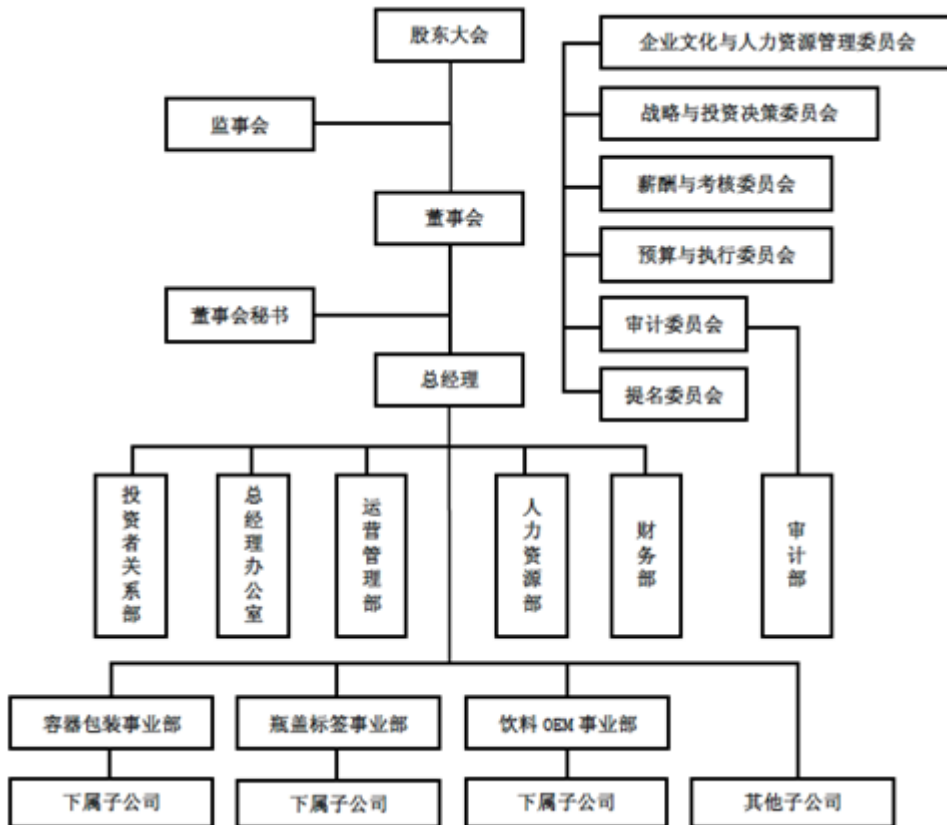 股东大会
企业文化与人力资源管理委员会
监事会
战略与投资决策委员会
薪酬与考核委员会
董事会
预算与执行委员会
董事会秘书
审计委员会
总经理
提名委员会
投资者关系部
总经理办公室
运营管理部
人力资源部
财务部
审计部
容器包装事业部
瓶盖标签事业部
饮料 OEM 事业部
下属子公司
下属子公司
下属子公司
其他子公司